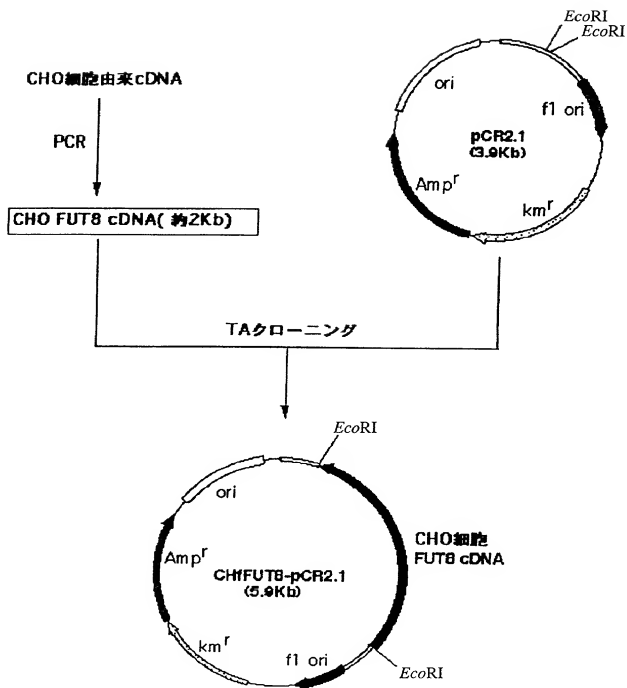 EcoRI
EcoRI
CHO細胞由来cDNA
ori
f1 ori
PCR
pCR2.1
(3.9Kb)
Ampr
kmr
CHO FUT8 cDNA( 約2Kb)
TAクローニング
EcoRI
ori
CHO細胞
FUT8 cDNA
Ampr
CHfFUT8-pCR2.1
(5.9Kb)
kmr
f1 ori
EcoRI